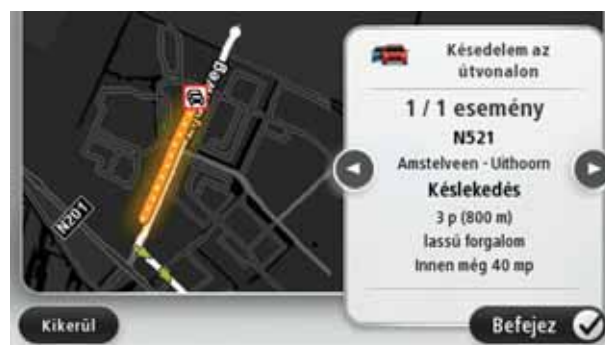 Késedelem az
útvonalon
1 / 1 esemény
N521
Amstelveen - Uithoorn
Késlekedés
3 p (800 m)
lassú forgalom
Innen még 40 mp
N201
Kikerül
Befejez